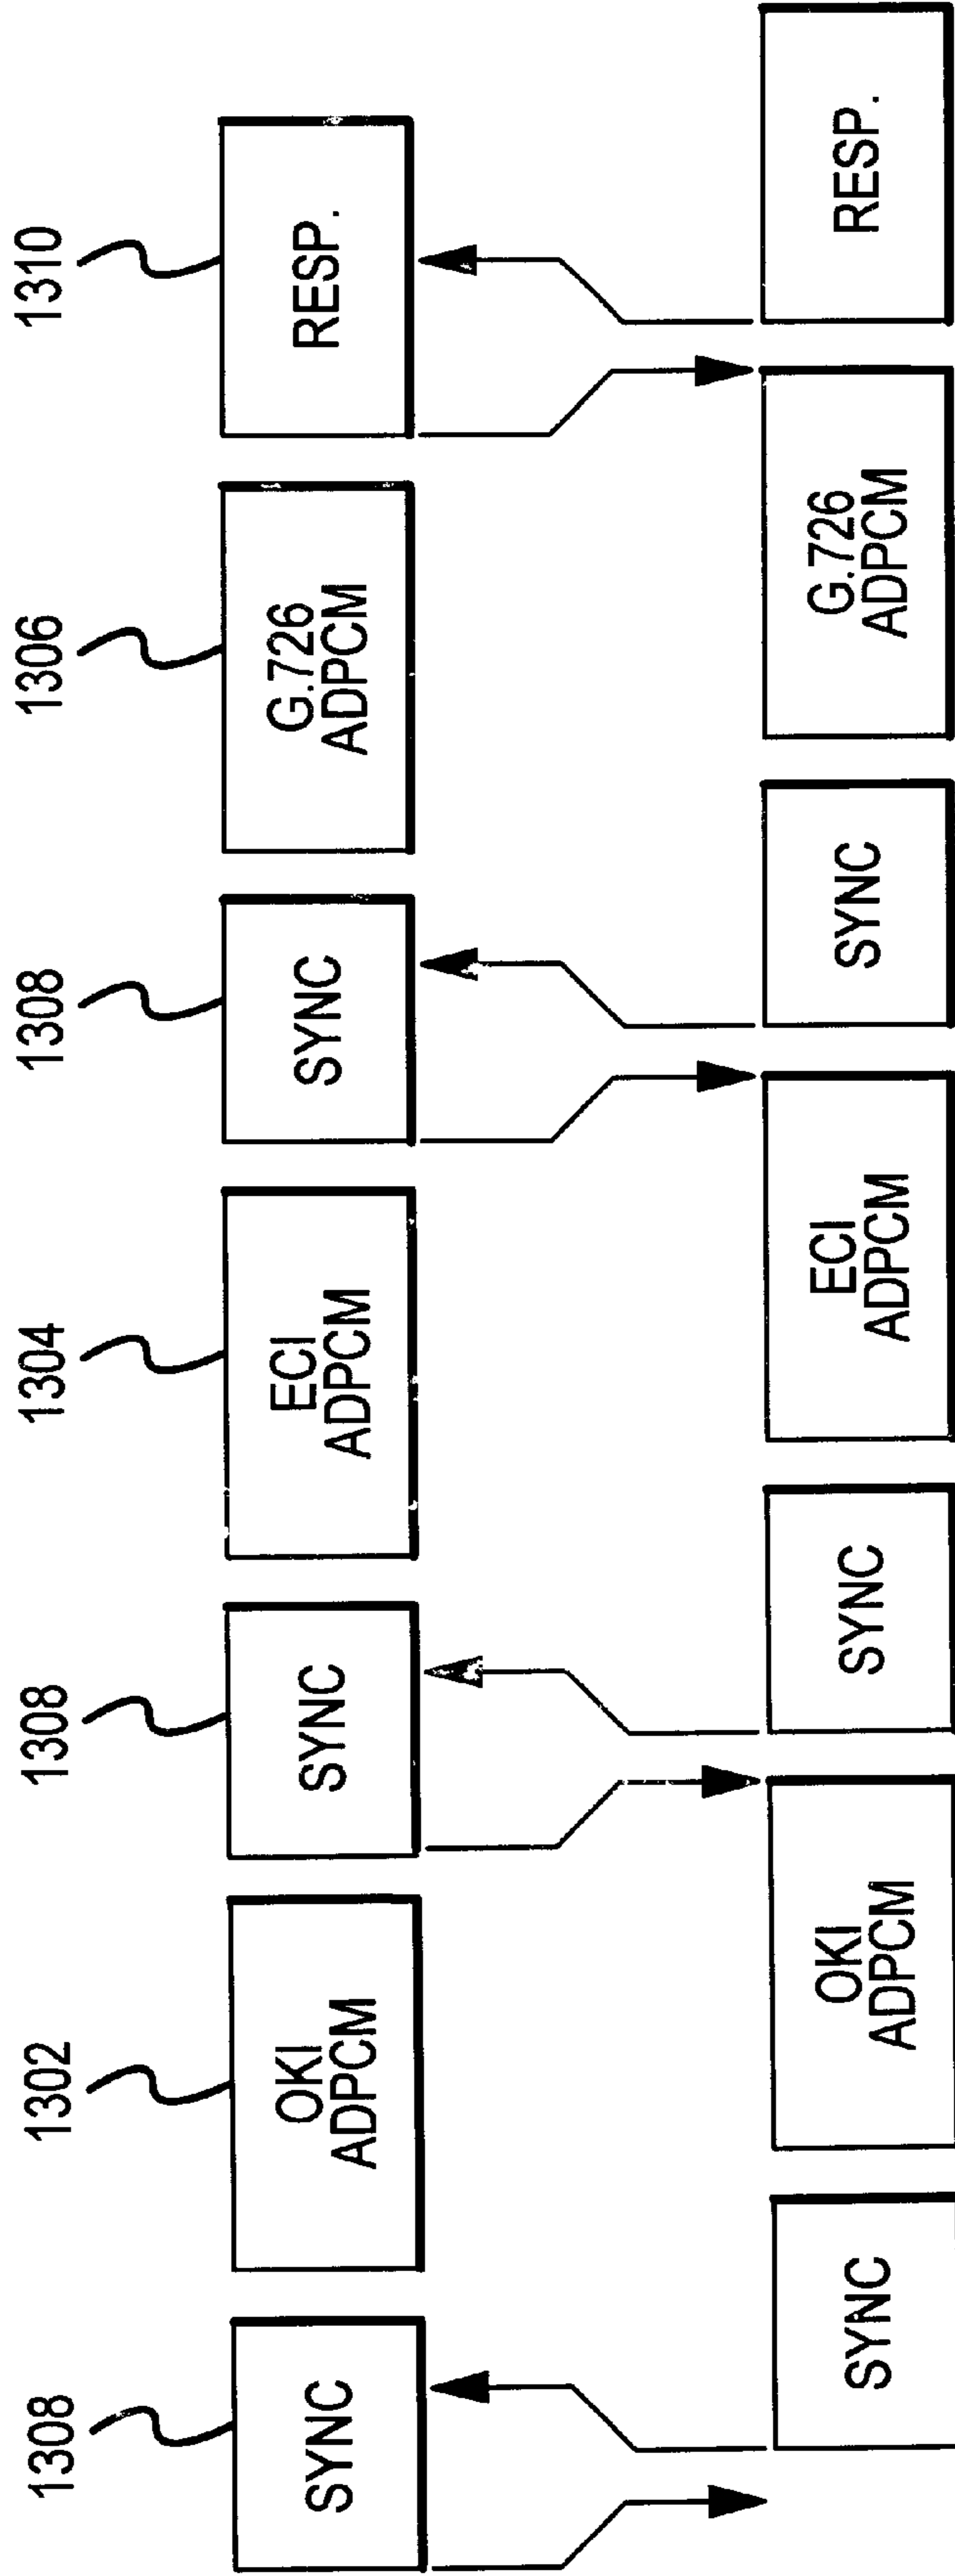 1308
1302
1308
1304
1308
1306
1310
SYNC
OKI
ADPCM
SYNC
ECI
ADPCM
SYNC
G.726
ADPCM
RESP.
SYNC
OKI
ADPCM
SYNC
ECI
ADPCM
SYNC
G.726
ADPCM
RESP.